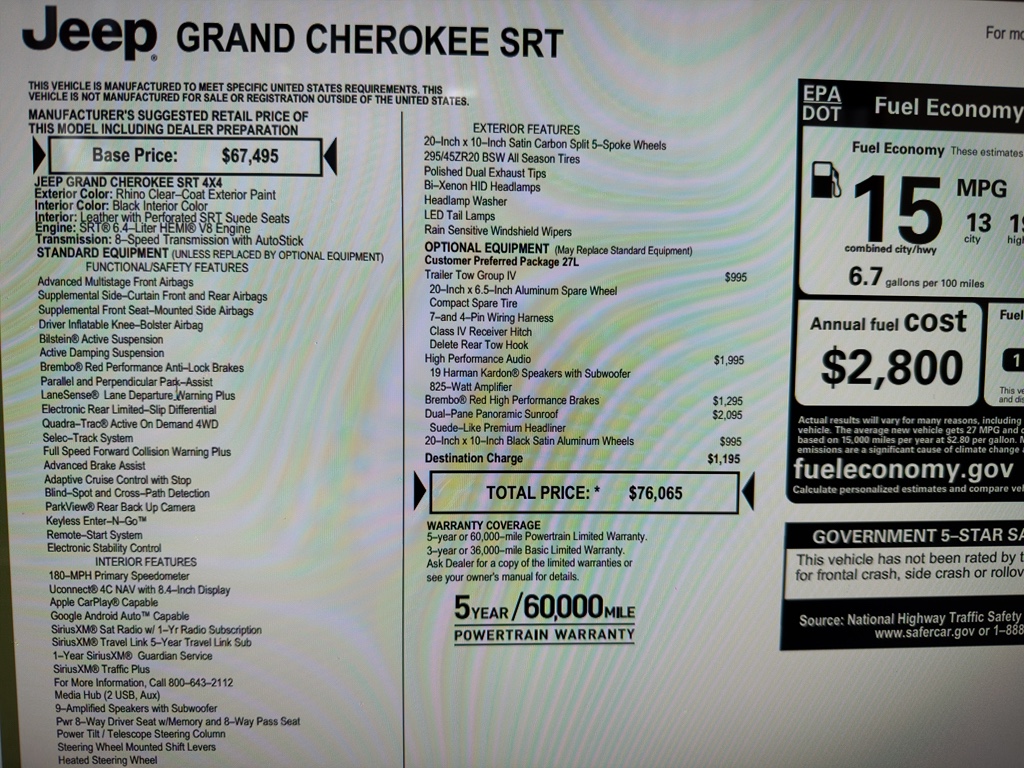 Jeep® GRAND CHEROKEE SRT
For mo
THIS VEHICLE IS MANUFACTURED TO MEET SPECIFIC UNITED STATES REQUIREMENTS. THIS
VEHICLE IS NOT MANUFACTURED FOR SALE OR REGISTRATION OUTSIDE OF THE UNITED STATES.
MANUFACTURER'S SUGGESTED RETAIL PRICE OF
THIS MODEL INCLUDING DEALER PREPARATION
Base Price: $67,495
JEEP GRAND CHEROKEE SRT 4X4
Exterior Color: Rhino Clear–Coat Exterior Paint
Interior Color: Black Interior Color
Interior: Leather with Perforated SRT Suede Seats
Engine: SRT® 6.4–Liter HEMI® V8 Engine
Transmission: 8–Speed Transmission with AutoStick
STANDARD EQUIPMENT (UNLESS REPLACED BY OPTIONAL EQUIPMENT)
FUNCTIONAL/SAFETY FEATURES
Advanced Multistage Front Airbags
Supplemental Side–Curtain Front and Rear Airbags
Supplemental Front Seat–Mounted Side Airbags
Driver Inflatable Knee–Bolster Airbag
Bilstein® Active Suspension
Active Damping Suspension
Brembo® Red Performance Anti–Lock Brakes
Parallel and Perpendicular Park–Assist
LaneSense® Lane Departure Warning Plus
Electronic Rear Limited–Slip Differential
Quadra–Trac® Active On Demand 4WD
Selec–Track System
Full Speed Forward Collision Warning Plus
Advanced Brake Assist
Adaptive Cruise Control with Stop
Blind–Spot and Cross–Path Detection
ParkView® Rear Back Up Camera
Keyless Enter–N–Go™
Remote–Start System
Electronic Stability Control
INTERIOR FEATURES
180–MPH Primary Speedometer
Uconnect® 4C NAV with 8.4–Inch Display
Apple CarPlay® Capable
Google Android Auto™ Capable
SiriusXM® Sat Radio w/ 1–Yr Radio Subscription
SiriusXM® Travel Link 5–Year Travel Link Sub
1–Year SiriusXM® Guardian Service
SiriusXM® Traffic Plus
For More Information, Call 800–643–2112
Media Hub (2 USB, Aux)
9–Amplified Speakers with Subwoofer
Pwr 8–Way Driver Seat w/Memory and 8–Way Pass Seat
Power Tilt / Telescope Steering Column
Steering Wheel Mounted Shift Levers
Heated Steering Wheel
EXTERIOR FEATURES
20–Inch x 10–Inch Satin Carbon Split 5–Spoke Wheels
295/45ZR20 BSW All Season Tires
Polished Dual Exhaust Tips
Bi–Xenon HID Headlamps
Headlamp Washer
LED Tail Lamps
Rain Sensitive Windshield Wipers
OPTIONAL EQUIPMENT (May Replace Standard Equipment)
Customer Preferred Package 27L
Trailer Tow Group IV $995
20–Inch x 6.5–Inch Aluminum Spare Wheel
Compact Spare Tire
7–and 4–Pin Wiring Harness
Class IV Receiver Hitch
Delete Rear Tow Hook
High Performance Audio $1,995
19 Harman Kardon® Speakers with Subwoofer
825–Watt Amplifier
Brembo® Red High Performance Brakes $1,295
Dual–Pane Panoramic Sunroof $2,095
Suede–Like Premium Headliner
20–Inch x 10–Inch Black Satin Aluminum Wheels $995
Destination Charge $1,195
TOTAL PRICE: * $76,065
WARRANTY COVERAGE
5–year or 60,000–mile Powertrain Limited Warranty.
3–year or 36,000–mile Basic Limited Warranty.
Ask Dealer for a copy of the limited warranties or
see your owner's manual for details.
5 YEAR/60,000 MILE
POWERTRAIN WARRANTY
EPA
DOT
Fuel Economy
Fuel Economy These estimates
15 MPG
13
city
19
high
combined city/hwy
6.7 gallons per 100 miles
Annual fuel cost
$2,800
Fuel
1
This ve
and dis
Actual results will vary for many reasons, including
vehicle. The average new vehicle gets 27 MPG and c
based on 15,000 miles per year at $2.80 per gallon. M
emissions are a significant cause of climate change a
fueleconomy.gov
Calculate personalized estimates and compare vel
GOVERNMENT 5–STAR SA
This vehicle has not been rated by t
for frontal crash, side crash or rollov
Source: National Highway Traffic Safety
www.safercar.gov or 1–888